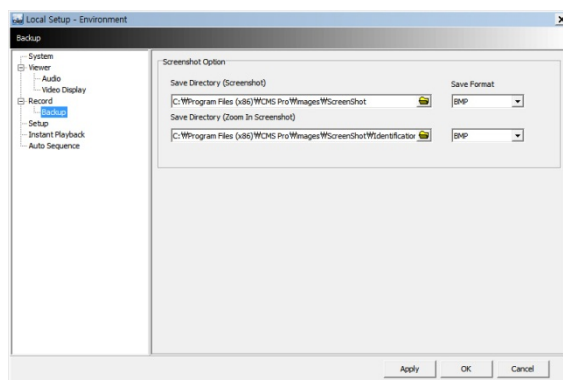 Local Setup - Environment
Backup
System
Viewer
Audio
Video Display
Record
Backup
Setup
Instant Playback
Auto Sequence
Screenshot Option
Save Directory (Screenshot)
Save Format
C:₩Program Files (x86)₩CMS Pro₩Images₩ScreenShot
BMP
Save Directory (Zoom In Screenshot)
C:₩Program Files (x86)₩CMS Pro₩Images₩ScreenShot₩Identification
BMP
Apply
OK
Cancel